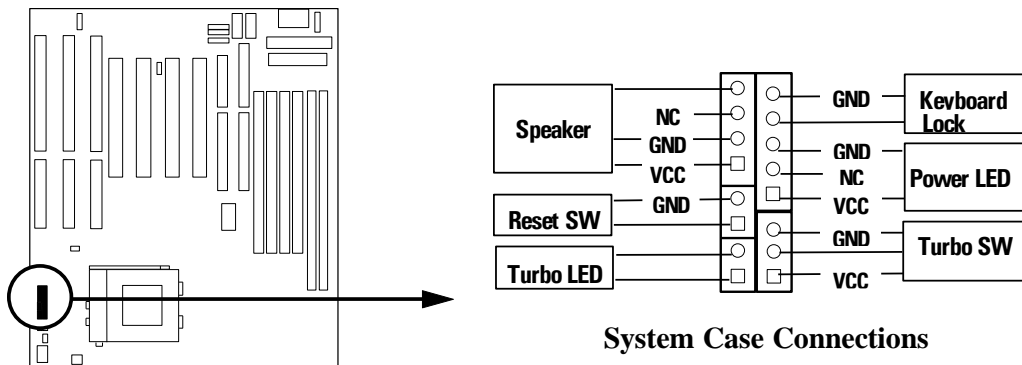 Speaker
NC
GND
VCC
GND
Reset SW
Turbo LED
GND
Keyboard
Lock
GND
NC
VCC
Power LED
GND
VCC
Turbo SW
System Case Connections